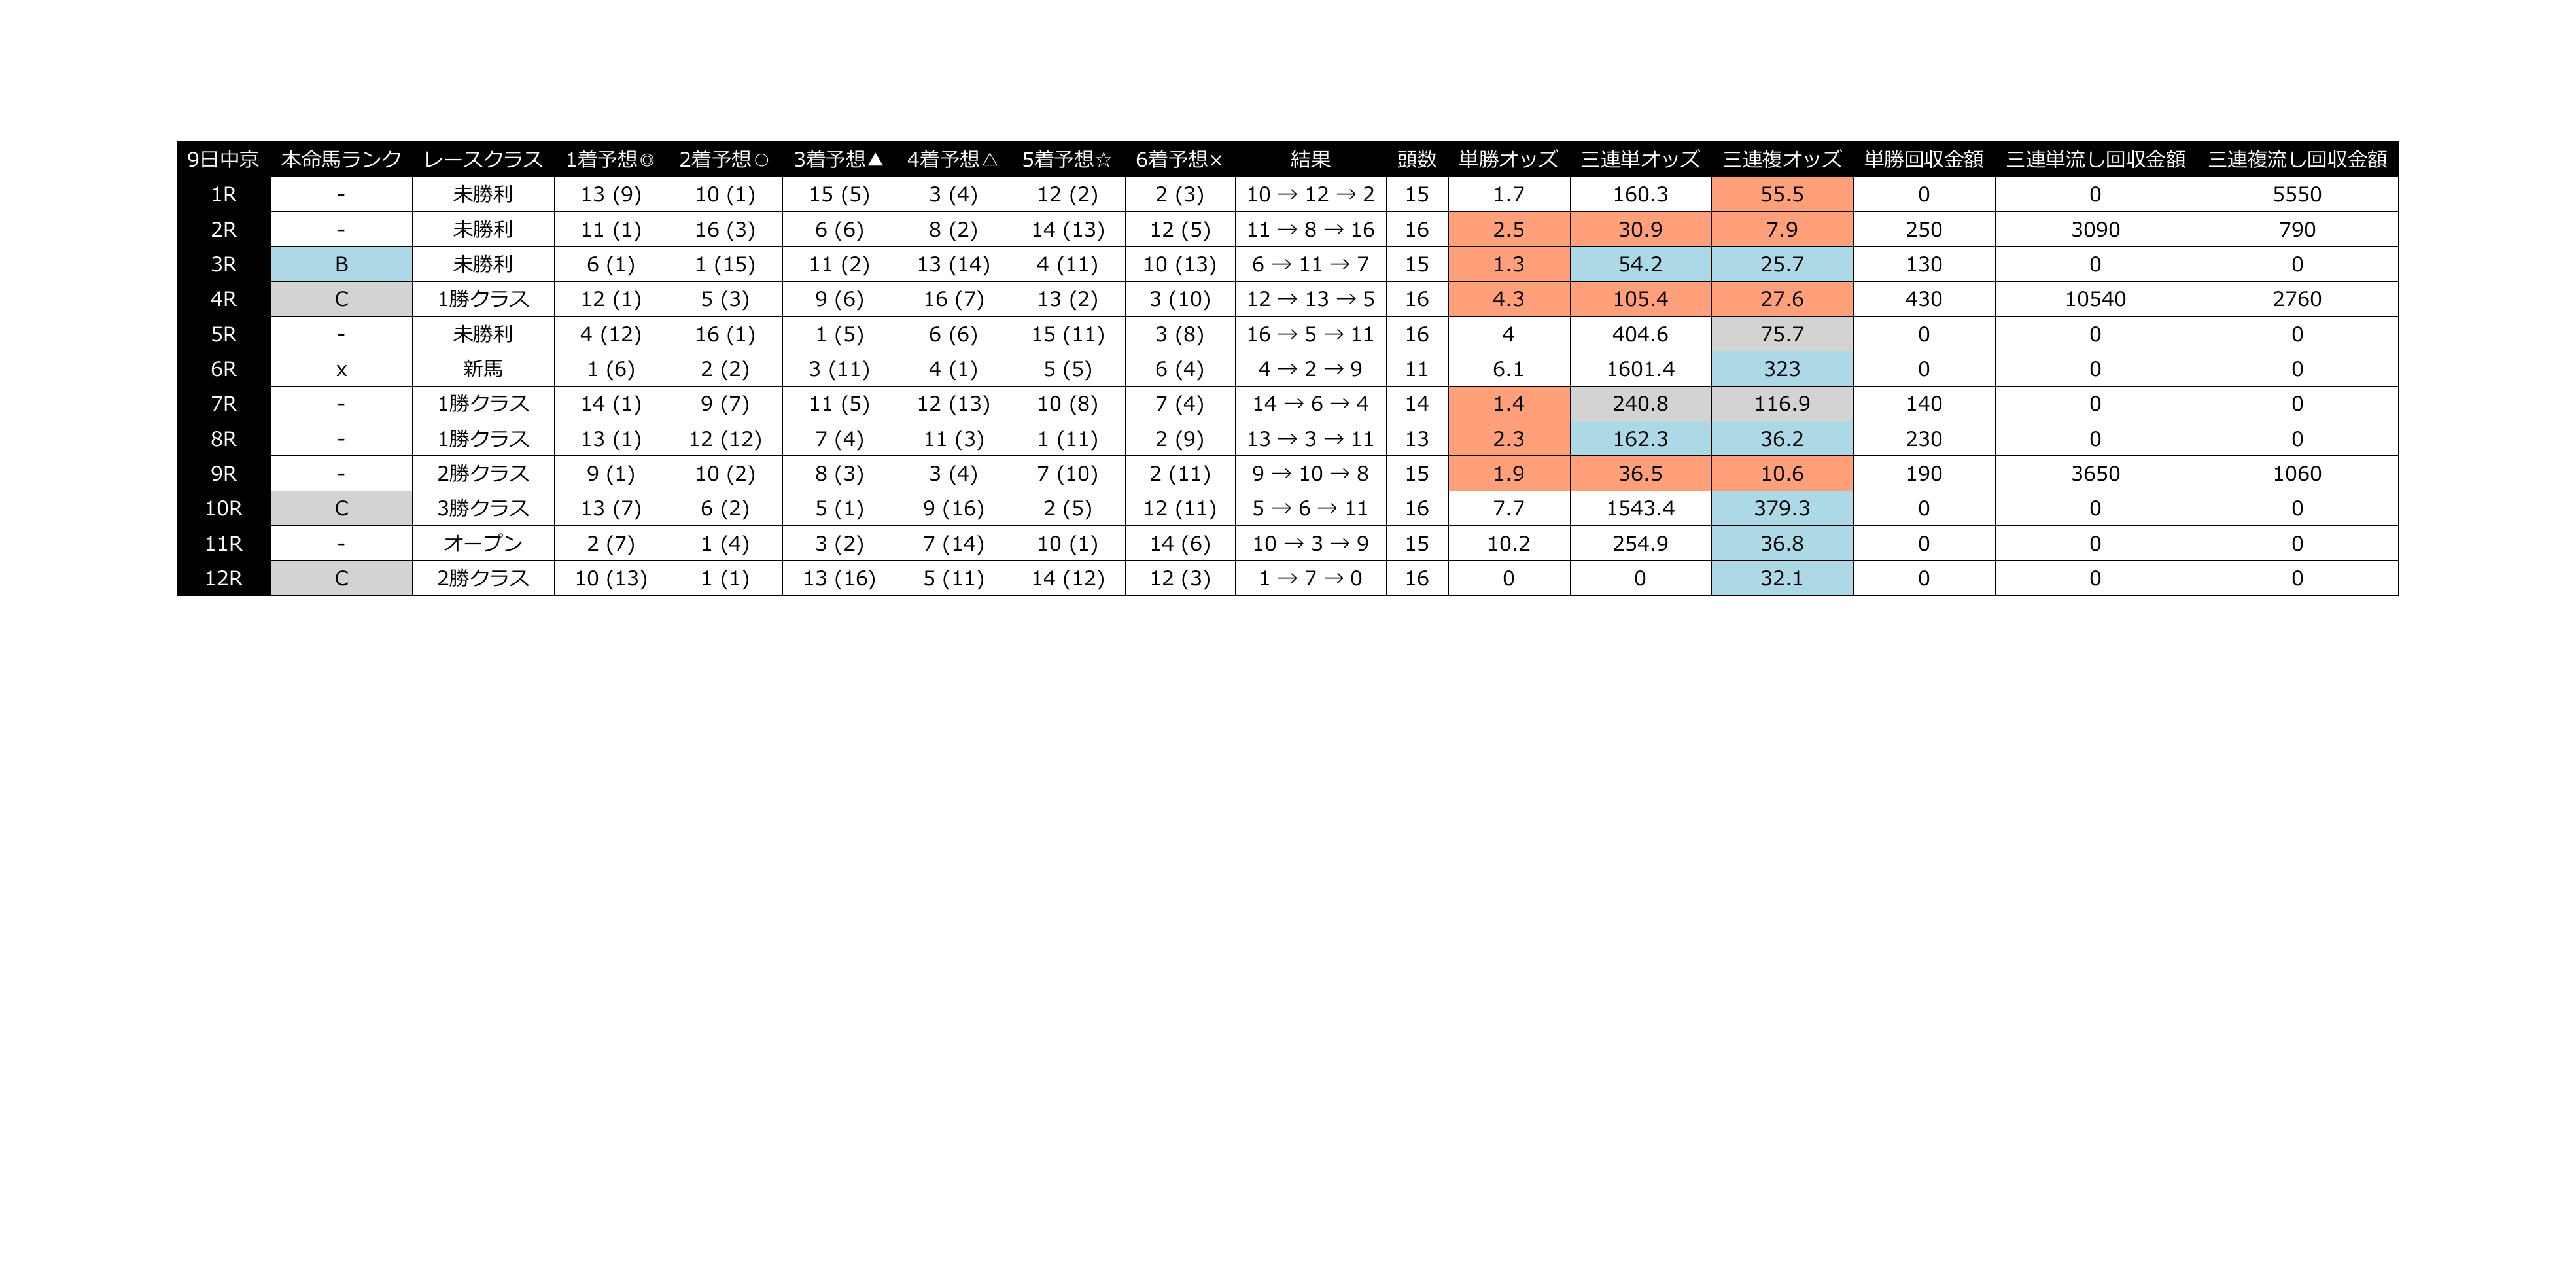 9日中京 本命馬ランク レースクラス 1着予想◎ 2着予想○ 3着予想▲ 4着予想△ 5着予想☆ 6着予想× 結果 頭数 単勝オッズ 三連単オッズ 三連複オッズ 単勝回収金額 三連単流し回収金額 三連複流し回収金額
1R - 未勝利 13 (9) 10 (1) 15 (5) 3 (4) 12 (2) 2 (3) 10 → 12 → 2 15 1.7 160.3 55.5 0 0 5550
2R - 未勝利 11 (1) 16 (3) 6 (6) 8 (2) 14 (13) 12 (5) 11 → 8 → 16 16 2.5 30.9 7.9 250 3090 790
3R B 未勝利 6 (1) 1 (15) 11 (2) 13 (14) 4 (11) 10 (13) 6 → 11 → 7 15 1.3 54.2 25.7 130 0 0
4R C 1勝クラス 12 (1) 5 (3) 9 (6) 16 (7) 13 (2) 3 (10) 12 → 13 → 5 16 4.3 105.4 27.6 430 10540 2760
5R - 未勝利 4 (12) 16 (1) 1 (5) 6 (6) 15 (11) 3 (8) 16 → 5 → 11 16 4 404.6 75.7 0 0 0
6R x 新馬 1 (6) 2 (2) 3 (11) 4 (1) 5 (5) 6 (4) 4 → 2 → 9 11 6.1 1601.4 323 0 0 0
7R - 1勝クラス 14 (1) 9 (7) 11 (5) 12 (13) 10 (8) 7 (4) 14 → 6 → 4 14 1.4 240.8 116.9 140 0 0
8R - 1勝クラス 13 (1) 12 (12) 7 (4) 11 (3) 1 (11) 2 (9) 13 → 3 → 11 13 2.3 162.3 36.2 230 0 0
9R - 2勝クラス 9 (1) 10 (2) 8 (3) 3 (4) 7 (10) 2 (11) 9 → 10 → 8 15 1.9 36.5 10.6 190 3650 1060
10R C 3勝クラス 13 (7) 6 (2) 5 (1) 9 (16) 2 (5) 12 (11) 5 → 6 → 11 16 7.7 1543.4 379.3 0 0 0
11R - オープン 2 (7) 1 (4) 3 (2) 7 (14) 10 (1) 14 (6) 10 → 3 → 9 15 10.2 254.9 36.8 0 0 0
12R C 2勝クラス 10 (13) 1 (1) 13 (16) 5 (11) 14 (12) 12 (3) 1 → 7 → 0 16 0 0 32.1 0 0 0